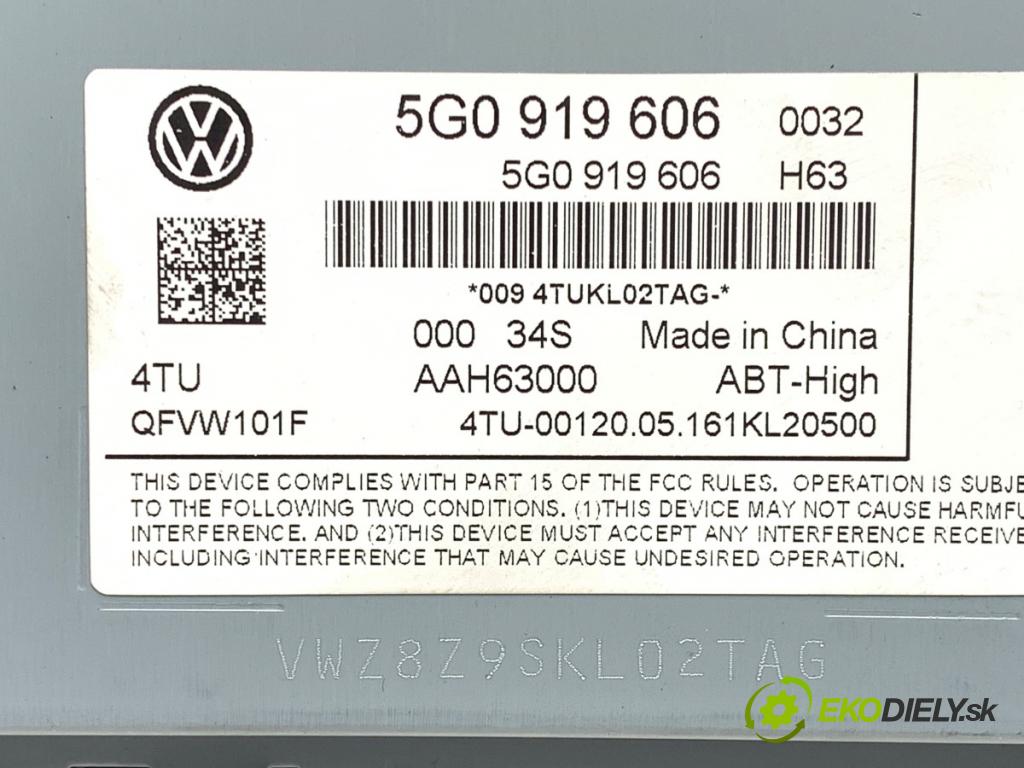 5G0 919 606 0032
5G0 919 606 H63
*009 4TUKL02TAG-*
000 34S Made in China
4TU AAH63000 ABT-High
QFVW101F 4TU-00120.05.161KL20500
THIS DEVICE COMPLIES WITH PART 15 OF THE FCC RULES. OPERATION IS SUBJE
TO THE FOLLOWING TWO CONDITIONS. (1)THIS DEVICE MAY NOT CAUSE HARMFU
INTERFERENCE. AND (2)THIS DEVICE MUST ACCEPT ANY INTERFERENCE RECEIVE
INCLUDING INTERFERENCE THAT MAY CAUSE UNDESIRED OPERATION.
VWZ8Z9SKL02TAG
EKODIELY.sk